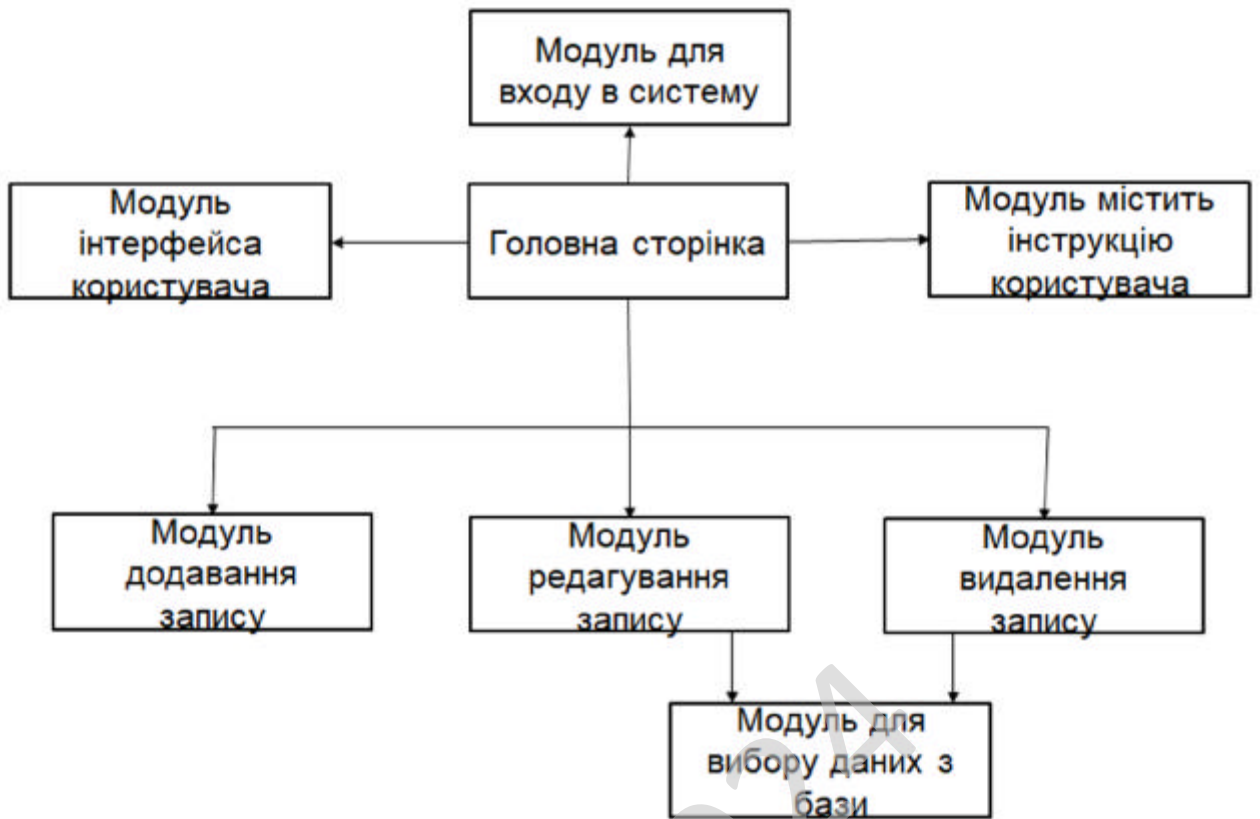 Модуль для
входу в систему
Модуль
інтерфейса
користувача
Головна сторінка
Модуль містить
інструкцію
користувача
Модуль
додавання
запису
Модуль
редагування
запису
Модуль
видалення
запису
Модуль для
вибору даних з
бази